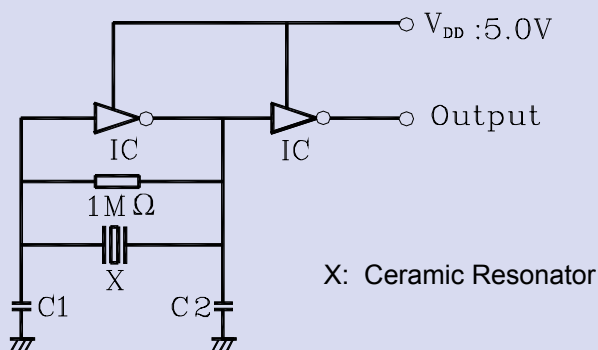 V_DD :5.0V
Output
IC
IC
1MΩ
X
X: Ceramic Resonator
C1
C2